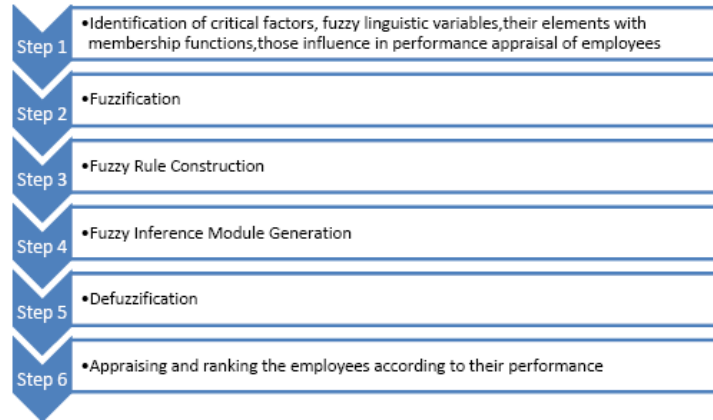 Step 1
•Identification of critical factors, fuzzy linguistic variables,their elements with
membership functions,those influence in performance appraisal of employees
Step 2
•Fuzzification
Step 3
•Fuzzy Rule Construction
Step 4
•Fuzzy Inference Module Generation
Step 5
•Defuzzification
Step 6
•Appraising and ranking the employees according to their performance